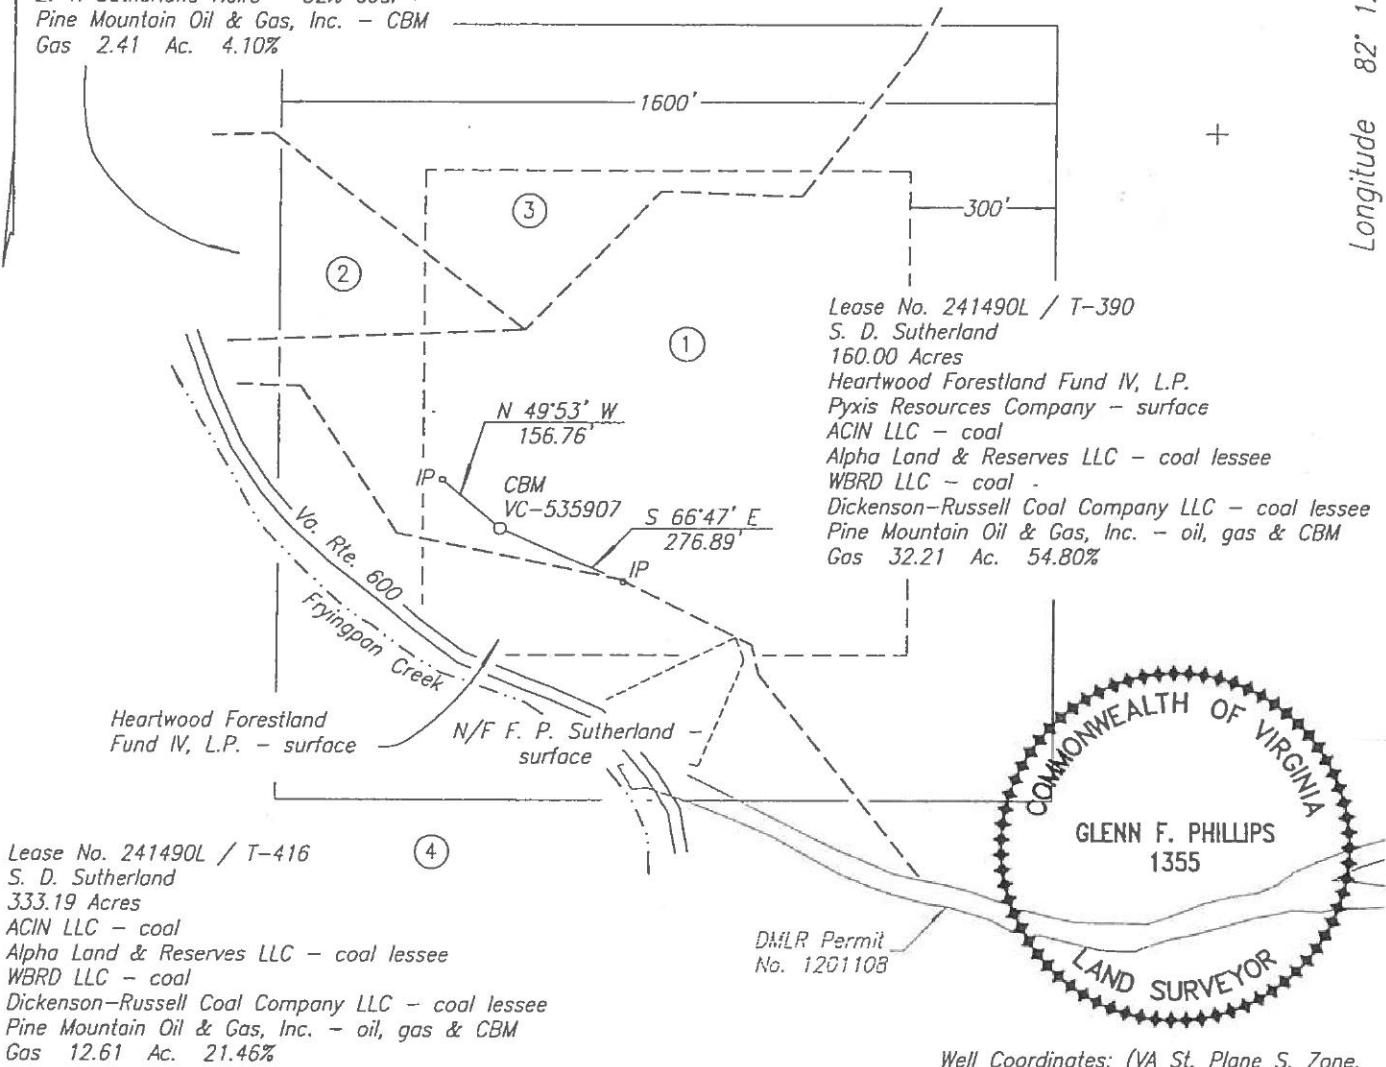 Pine Mountain Oil & Gas, Inc. – CBM
Gas 2.41 Ac. 4.10%
1600'
Longitude 82°
3
300'
2
1
Lease No. 241490L / T-390
S. D. Sutherland
160.00 Acres
Heartwood Forestland Fund IV, L.P.
Pyxis Resources Company – surface
ACIN LLC – coal
Alpha Land & Reserves LLC – coal lessee
WBRD LLC – coal
Dickenson-Russell Coal Company LLC – coal lessee
Pine Mountain Oil & Gas, Inc. – oil, gas & CBM
Gas 32.21 Ac. 54.80%
N 49°53' W
156.76'
IP
CBM
VC-535907
S 66°47' E
276.89'
IP
Va. Rte. 600
Fryingpan Creek
Heartwood Forestland
Fund IV, L.P. – surface
N/F F. P. Sutherland –
surface
COMMONWEALTH OF VIRGINIA
GLENN F. PHILLIPS
1355
LAND SURVEYOR
4
Lease No. 241490L / T-416
S. D. Sutherland
333.19 Acres
ACIN LLC – coal
Alpha Land & Reserves LLC – coal lessee
WBRD LLC – coal
Dickenson-Russell Coal Company LLC – coal lessee
Pine Mountain Oil & Gas, Inc. – oil, gas & CBM
Gas 12.61 Ac. 21.46%
DMLR Permit
No. 1201108
Well Coordinates: (VA St. Plane S. Zone,